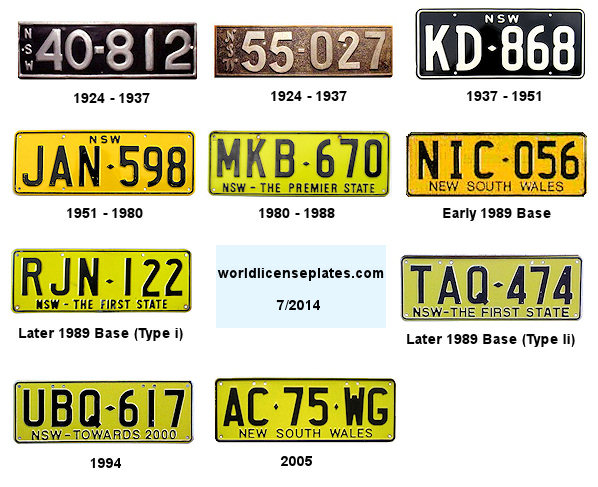 NSW 40-812
NSW 55-027
NSW
KD·868
1924 - 1937
1924 - 1937
1937 - 1951
NSW
JAN·598
MKB·670
NSW - THE PREMIER STATE
NIC·056
NEW SOUTH WALES
1951 - 1980
1980 - 1988
Early 1989 Base
RJN·122
NSW - THE FIRST STATE
worldlicenseplates.com
7/2014
TAQ·474
NSW-THE FIRST STATE
Later 1989 Base (Type i)
Later 1989 Base (Type Ii)
UBQ·617
NSW-TOWARDS 2000
AC·75·WG
NEW SOUTH WALES
1994
2005